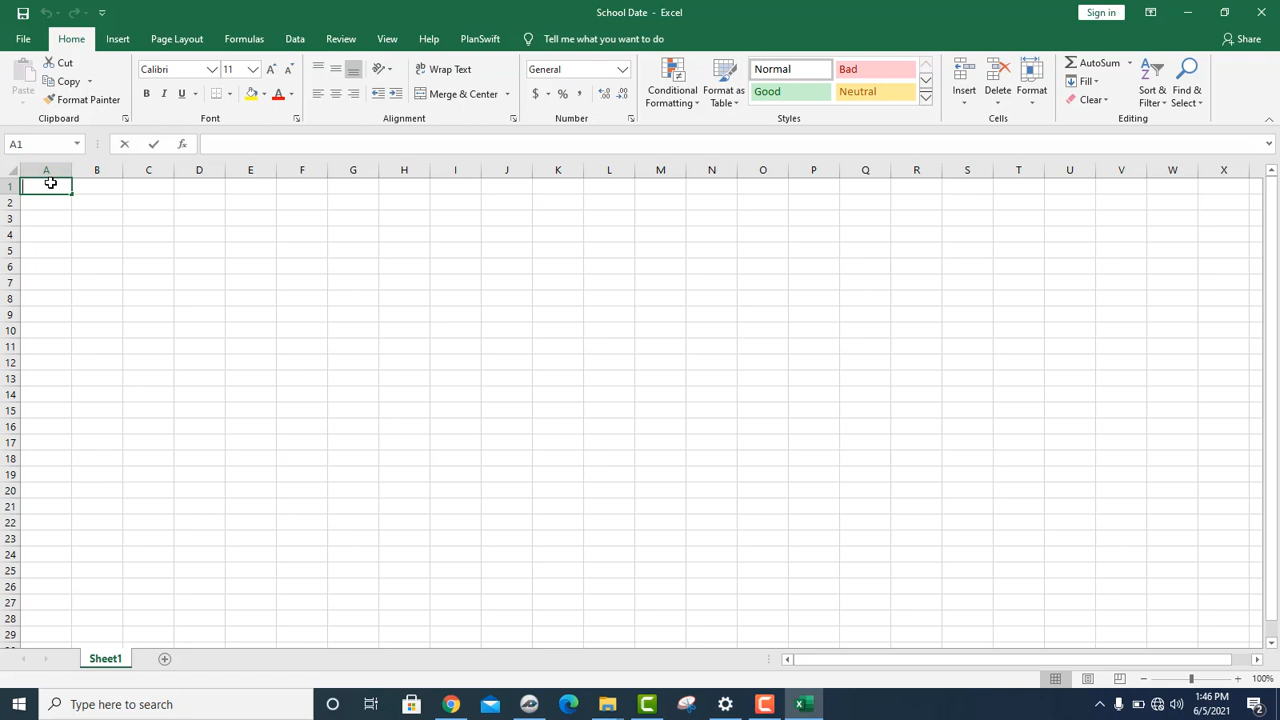 School Date - Excel
Sign in
File Home Insert Page Layout Formulas Data Review View Help PlanSwift Tell me what you want to do Share
Paste
Cut
Copy
Format Painter
Clipboard
Calibri 11
B I U
Font
Wrap Text
Merge & Center
Alignment
General
$ % ,
Number
Conditional Formatting
Format as Table
Normal Bad
Good Neutral
Styles
Insert Delete Format
Cells
AutoSum
Fill
Clear
Sort & Filter
Find & Select
Editing
A1 fx
A B C D E F G H I J K L M N O P Q R S T U V W X
1
2
3
4
5
6
7
8
9
10
11
12
13
14
15
16
17
18
19
20
21
22
23
24
25
26
27
28
29
Sheet1
100%
Type here to search
1:46 PM
6/5/2021
2